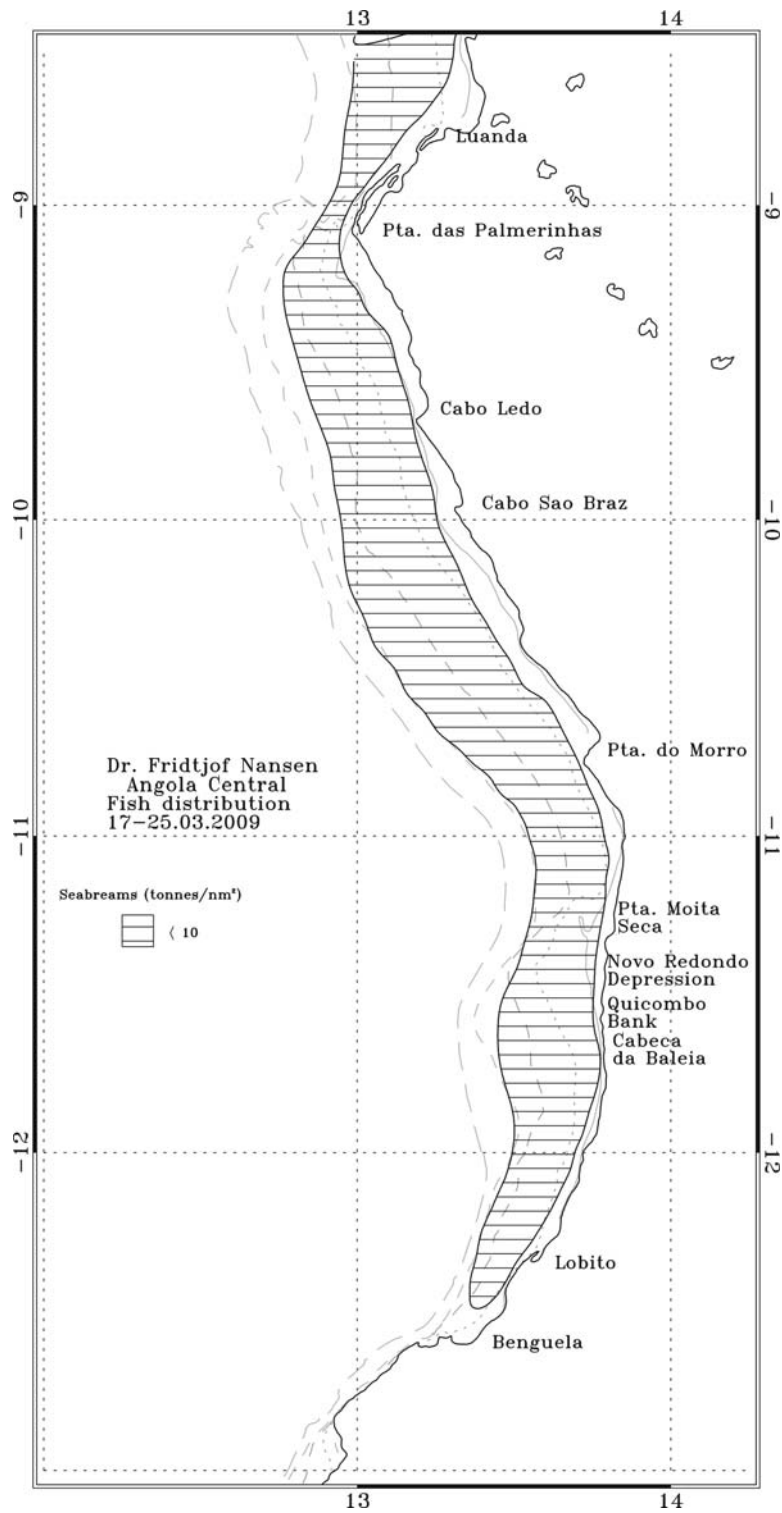 13 14
Luanda
-9 -9
Pta. das Palmerinhas
Cabo Ledo
Cabo Sao Braz
-10 -10
Pta. do Morro
Dr. Fridtjof Nansen
Angola Central
Fish distribution
17-25.03.2009
-11 -11
Seabreams (tonnes/nm²)
< 10
Pta. Moita
Seca
Novo Redondo
Depression
Quicombo
Bank
Cabeca
da Baleia
-12 -12
Lobito
Benguela
13 14